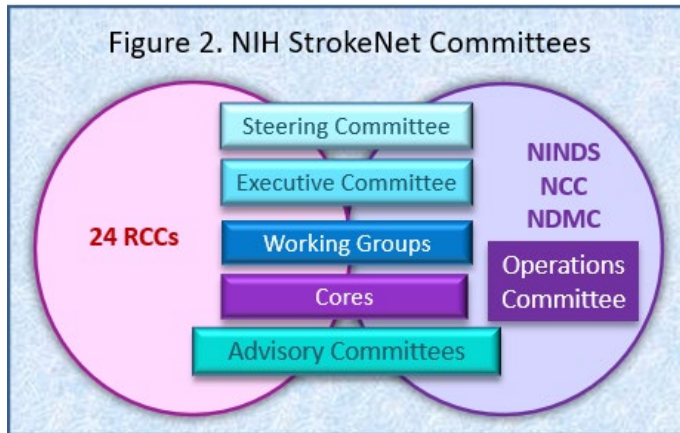 Figure 2. NIH StrokeNet Committees
Steering Committee
Executive Committee
Working Groups
Cores
Advisory Committees
24 RCCs
NINDS
NCC
NDMC
Operations
Committee